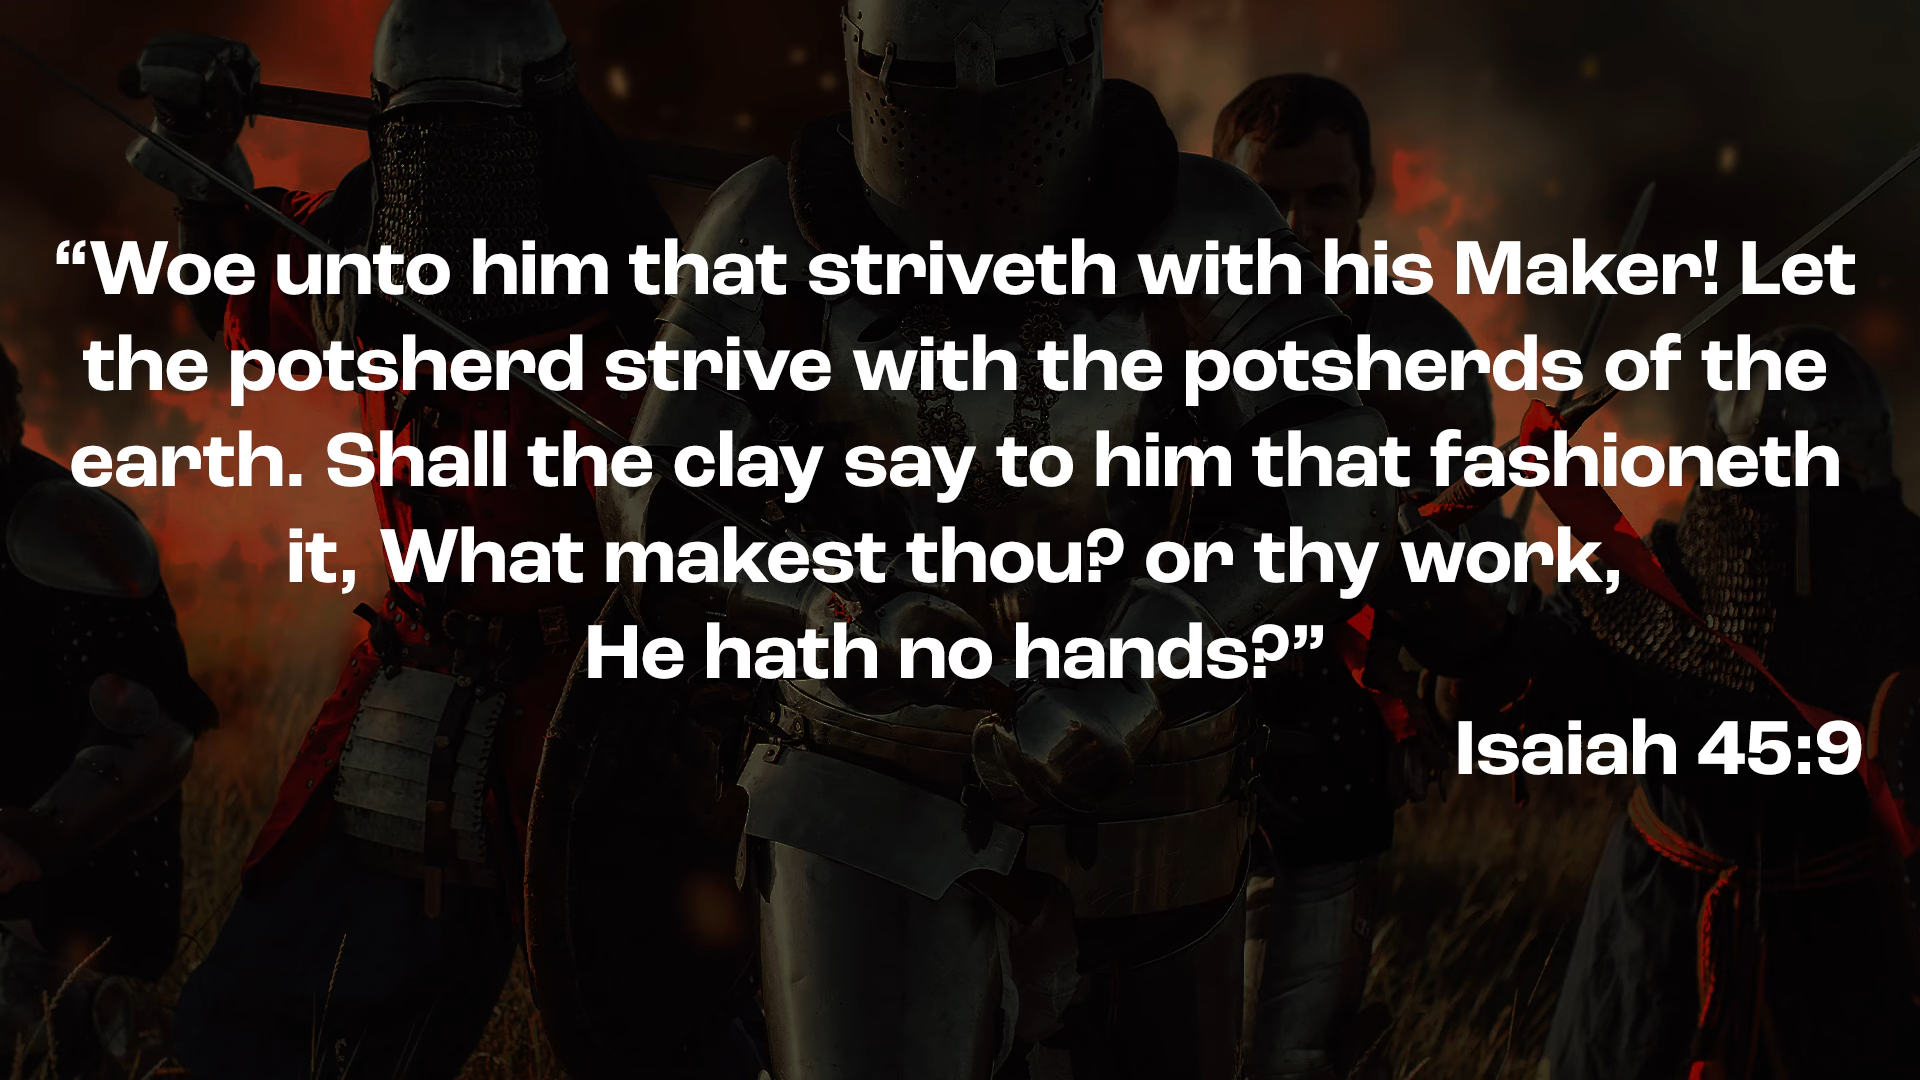 “Woe unto him that striveth with his Maker! Let
the potsherd strive with the potsherds of the
earth. Shall the clay say to him that fashioneth
it, What makest thou? or thy work,
He hath no hands?”
Isaiah 45:9